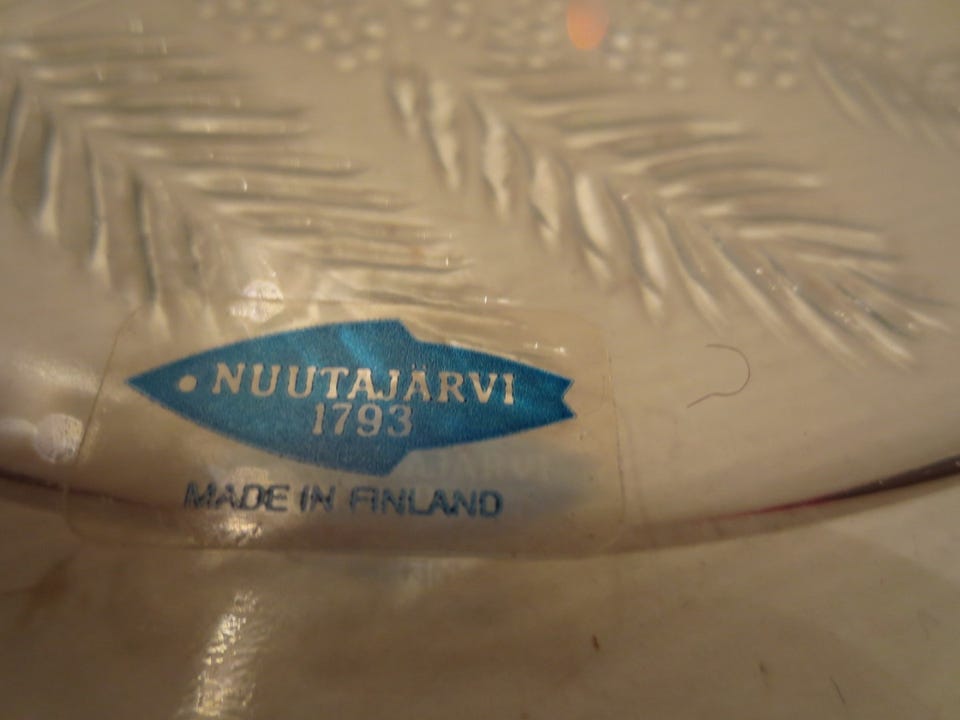 NUUTAJÄRVI
1793
MADE IN FINLAND